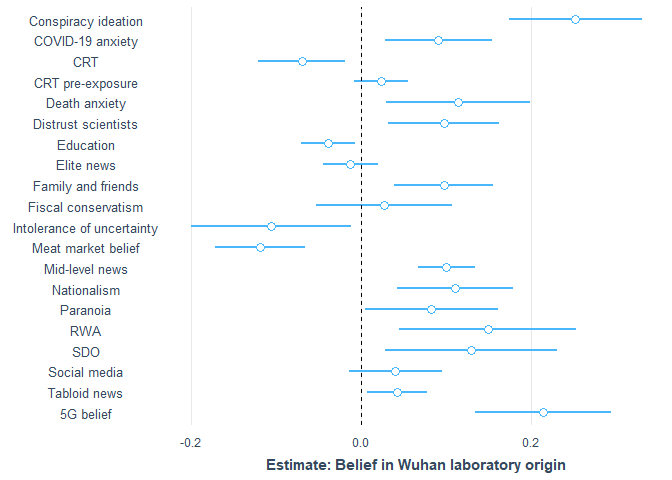 Conspiracy ideation
COVID-19 anxiety
CRT
CRT pre-exposure
Death anxiety
Distrust scientists
Education
Elite news
Family and friends
Fiscal conservatism
Intolerance of uncertainty
Meat market belief
Mid-level news
Nationalism
Paranoia
RWA
SDO
Social media
Tabloid news
5G belief
-0.2 0.0 0.2
Estimate: Belief in Wuhan laboratory origin